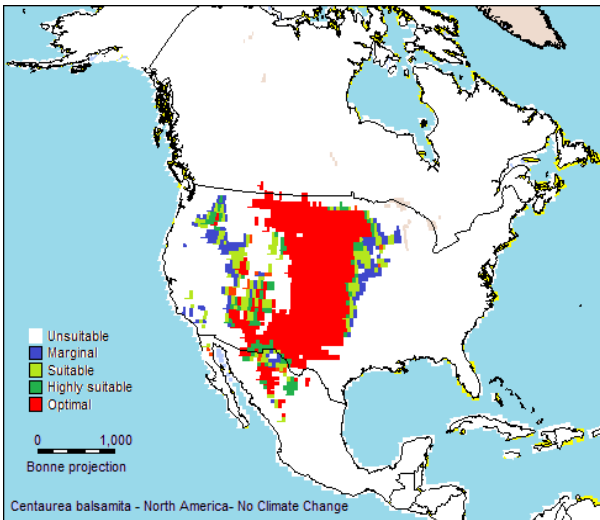 Unsuitable
Marginal
Suitable
Highly suitable
Optimal
0 1,000
Bonne projection
Centaurea balsamita - North America- No Climate Change